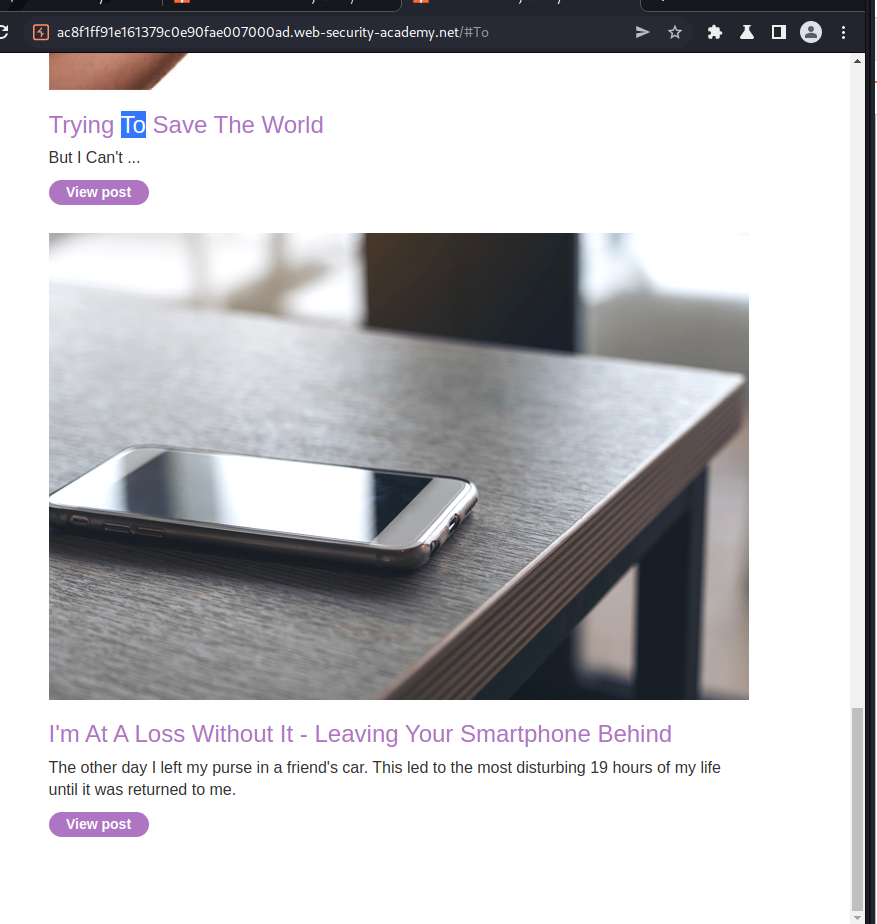 ac8f1ff91e161379c0e90fae007000ad.web-security-academy.net/#To
Trying To Save The World
But I Can't ...
View post
I'm At A Loss Without It - Leaving Your Smartphone Behind
The other day I left my purse in a friend's car. This led to the most disturbing 19 hours of my life
until it was returned to me.
View post